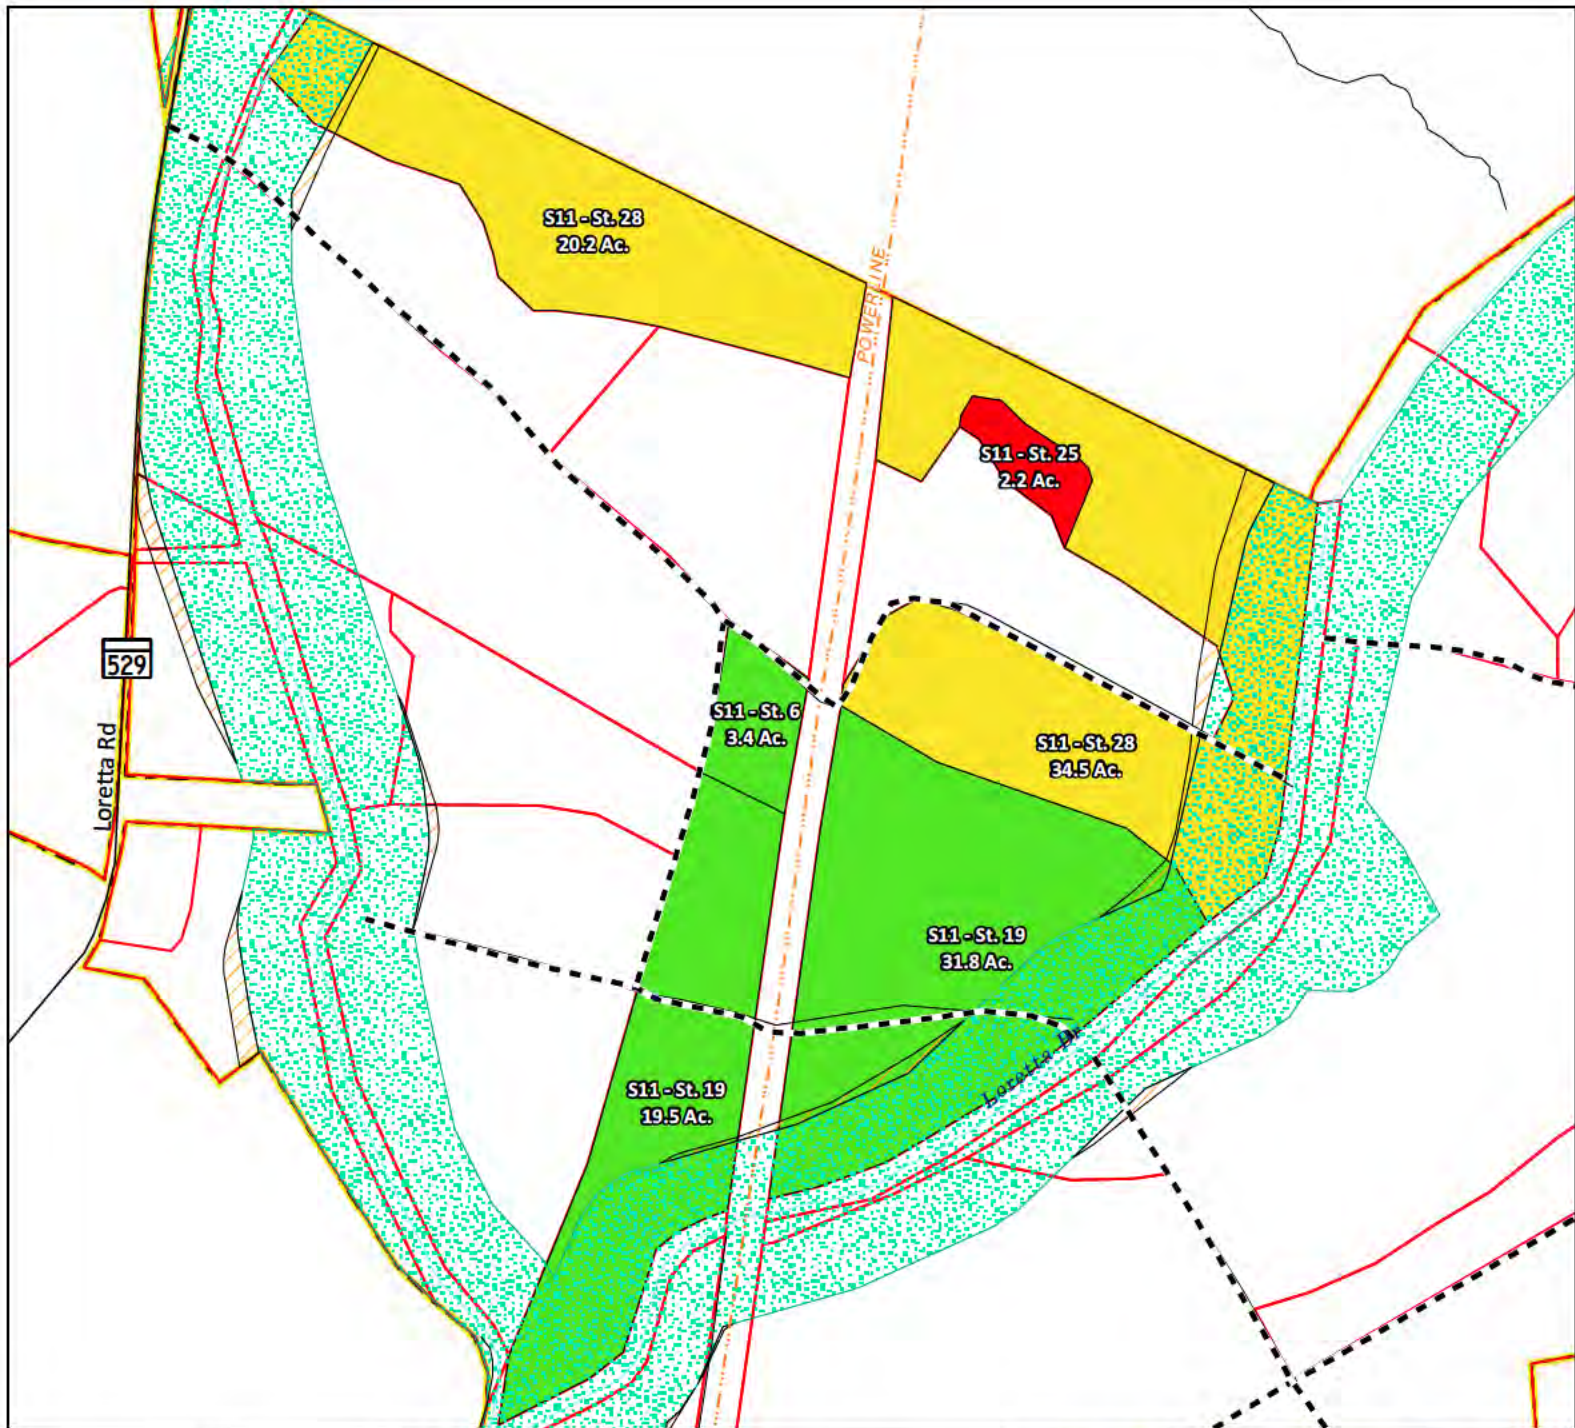 S11 - St. 28
20.2 Ac.
POWERLINE
S11 - St. 25
2.2 Ac.
529
Loretta Rd
S11 - St. 6
3.4 Ac.
S11 - St. 28
34.5 Ac.
S11 - St. 19
31.8 Ac.
Loretta Dr
S11 - St. 19
19.5 Ac.